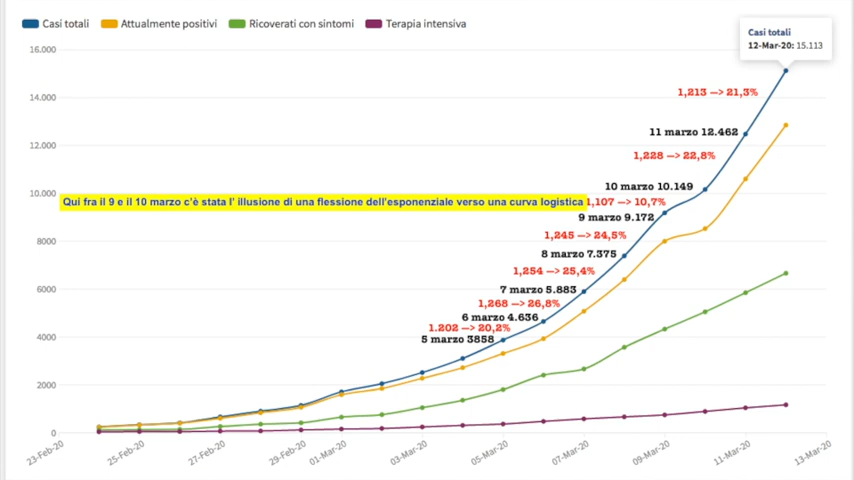 Casi totali Attualmente positivi Ricoverati con sintomi Terapia intensiva
Casi totali
12-Mar-20: 15.113
16.000
14.000
1,213 —> 21,3%
11 marzo 12.462
12.000
1,228 —> 22,8%
10 marzo 10.149
10.000
Qui fra il 9 e il 10 marzo c'è stata l' illusione di una flessione dell'esponenziale verso una curva logistica
1,107 —> 10,7%
9 marzo 9.172
1,245 —> 24,5%
8000
8 marzo 7.375
1,254 —> 25,4%
7 marzo 5.883
6000
1,268 —> 26,8%
6 marzo 4.636
1.202 —> 20,2%
5 marzo 3858
4000
2000
0
23-Feb-20 25-Feb-20 27-Feb-20 29-Feb-20 01-Mar-20 03-Mar-20 05-Mar-20 07-Mar-20 09-Mar-20 11-Mar-20 13-Mar-20